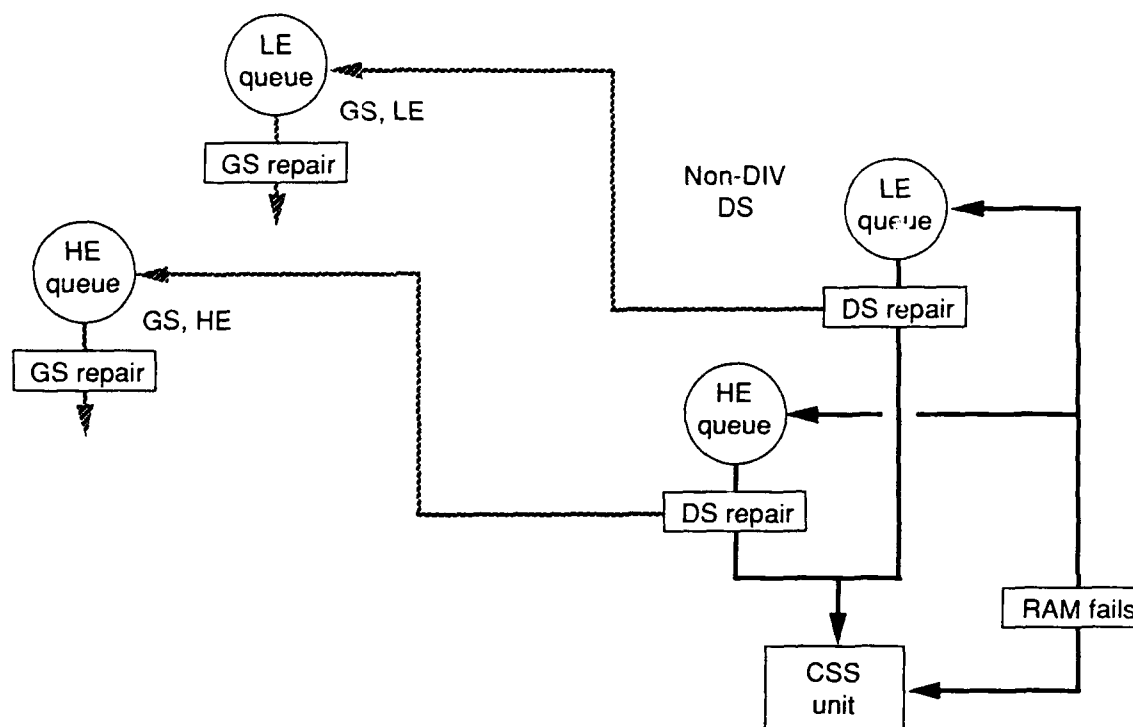 LE
queue
GS, LE
GS repair
Non-DIV
DS
LE
queue
HE
queue
GS, HE
GS repair
DS repair
HE
queue
DS repair
RAM fails
CSS
unit